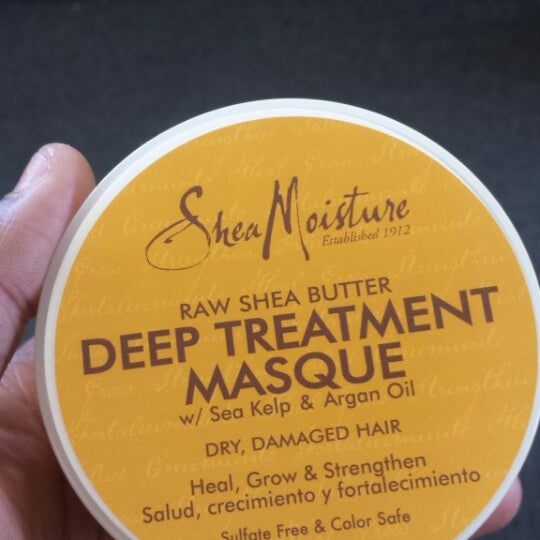 SheaMoisture
Established 1912
RAW SHEA BUTTER
DEEP TREATMENT
MASQUE
w/ Sea Kelp & Argan Oil
DRY, DAMAGED HAIR
Heal, Grow & Strengthen
Salud, crecimiento y fortalecimiento
Sulfate Free & Color Safe